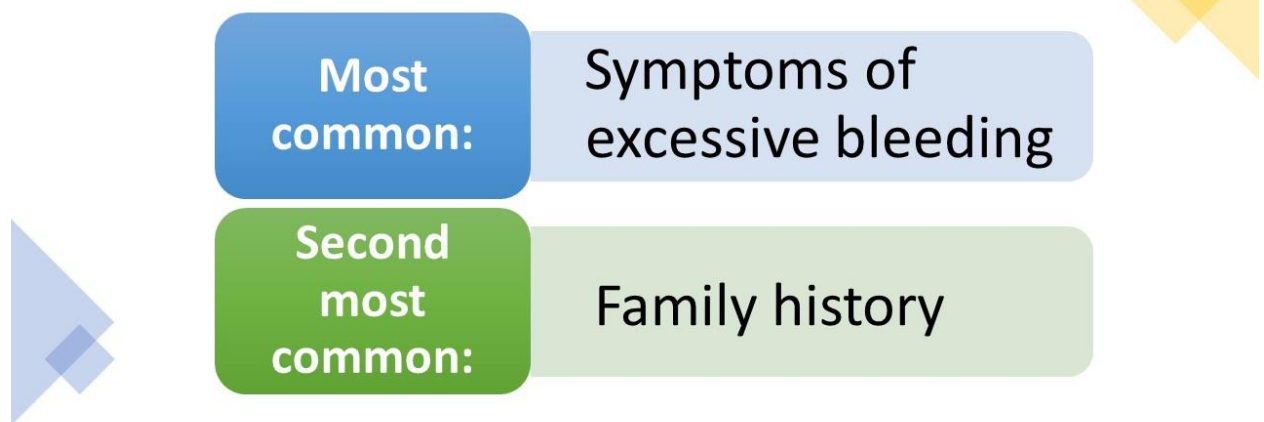 Most
common:
Symptoms of
excessive bleeding
Second
most
common:
Family history